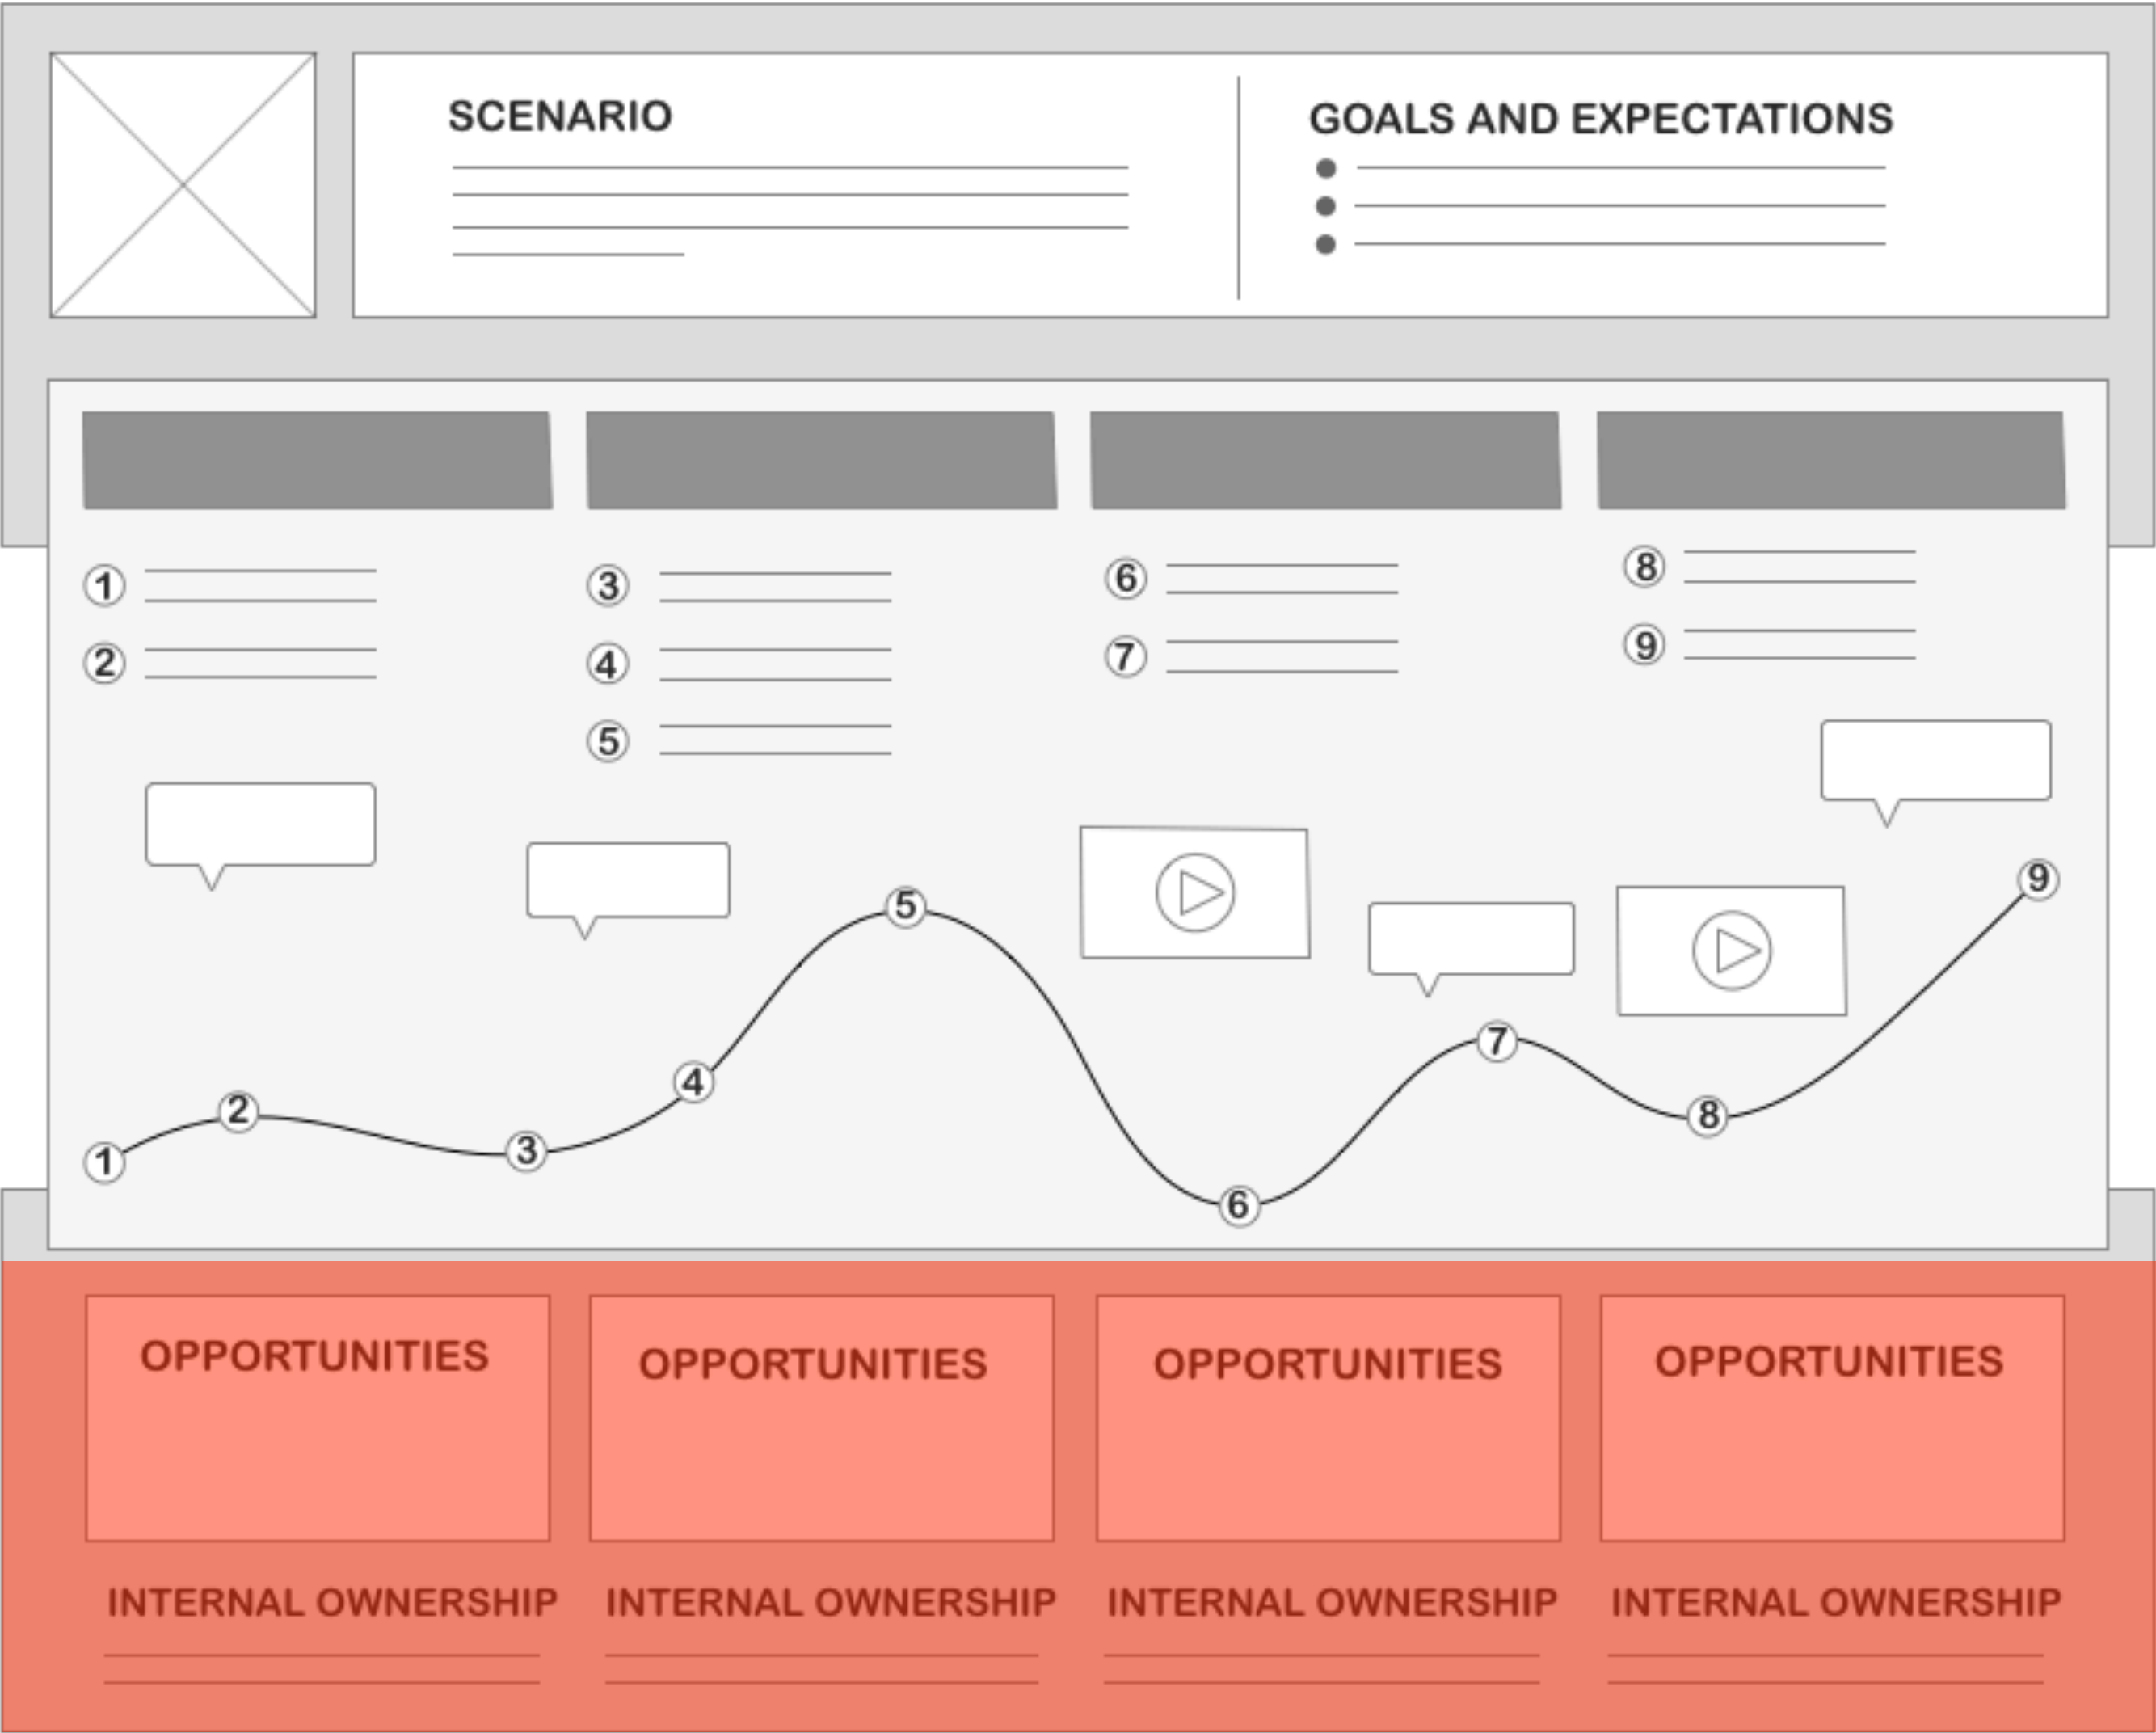 SCENARIO
GOALS AND EXPECTATIONS
1
2
3
4
5
6
7
8
9
1
2
3
4
5
6
7
8
9
OPPORTUNITIES
OPPORTUNITIES
OPPORTUNITIES
OPPORTUNITIES
INTERNAL OWNERSHIP
INTERNAL OWNERSHIP
INTERNAL OWNERSHIP
INTERNAL OWNERSHIP